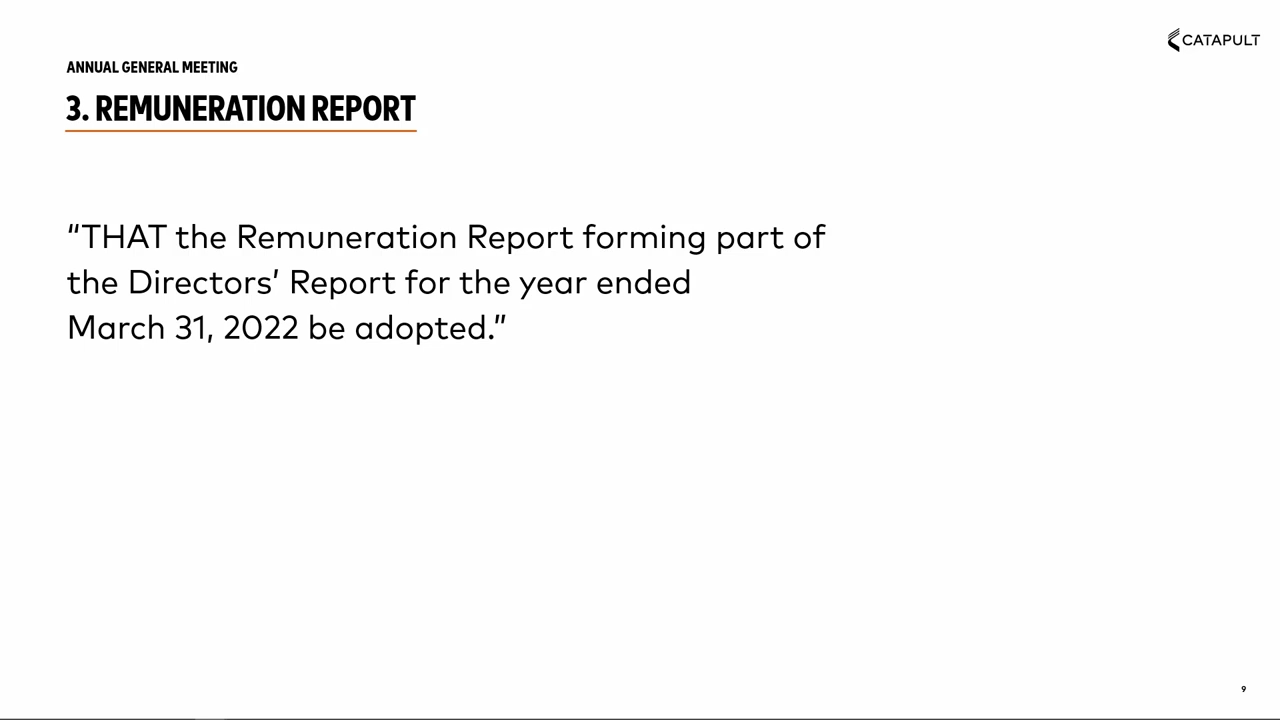 CATAPULT
ANNUAL GENERAL MEETING
3. REMUNERATION REPORT
“THAT the Remuneration Report forming part of
the Directors’ Report for the year ended
March 31, 2022 be adopted.”
9